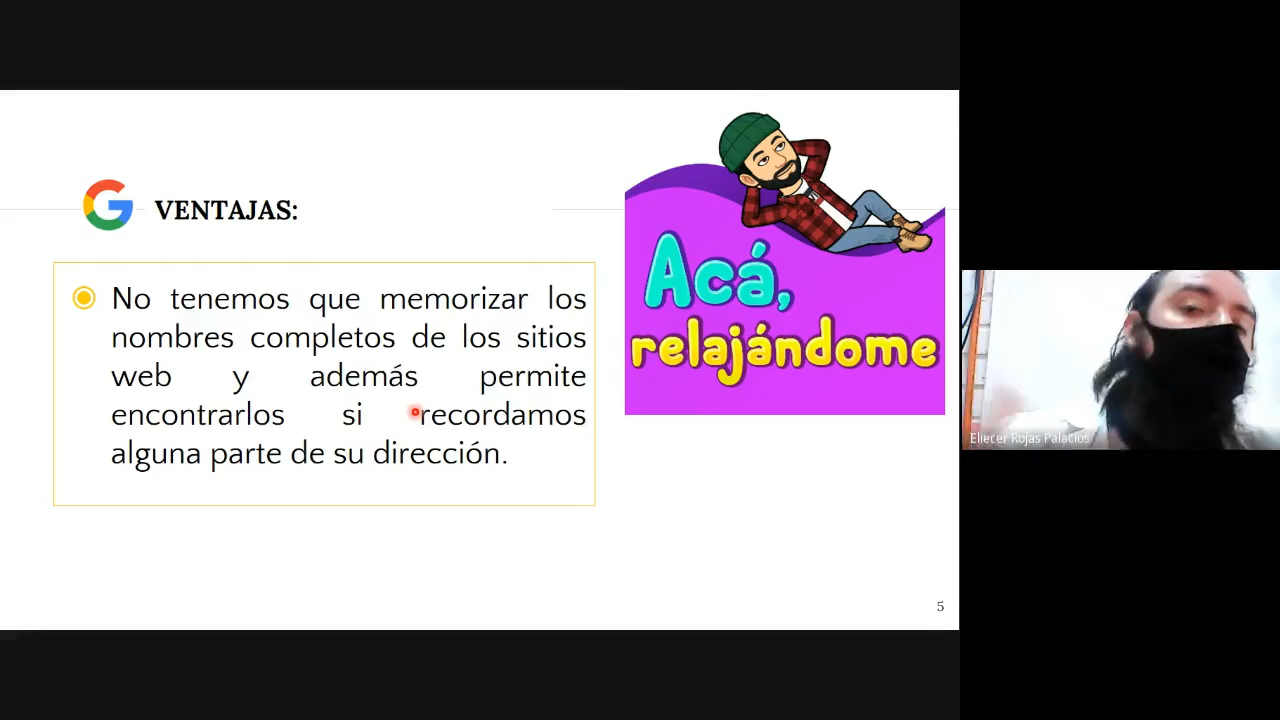 VENTAJAS:
No tenemos que memorizar los
nombres completos de los sitios
web y además permite
encontrarlos si recordamos
alguna parte de su dirección.
Acá,
relajándome
Eliecer Rojas Palacios
5